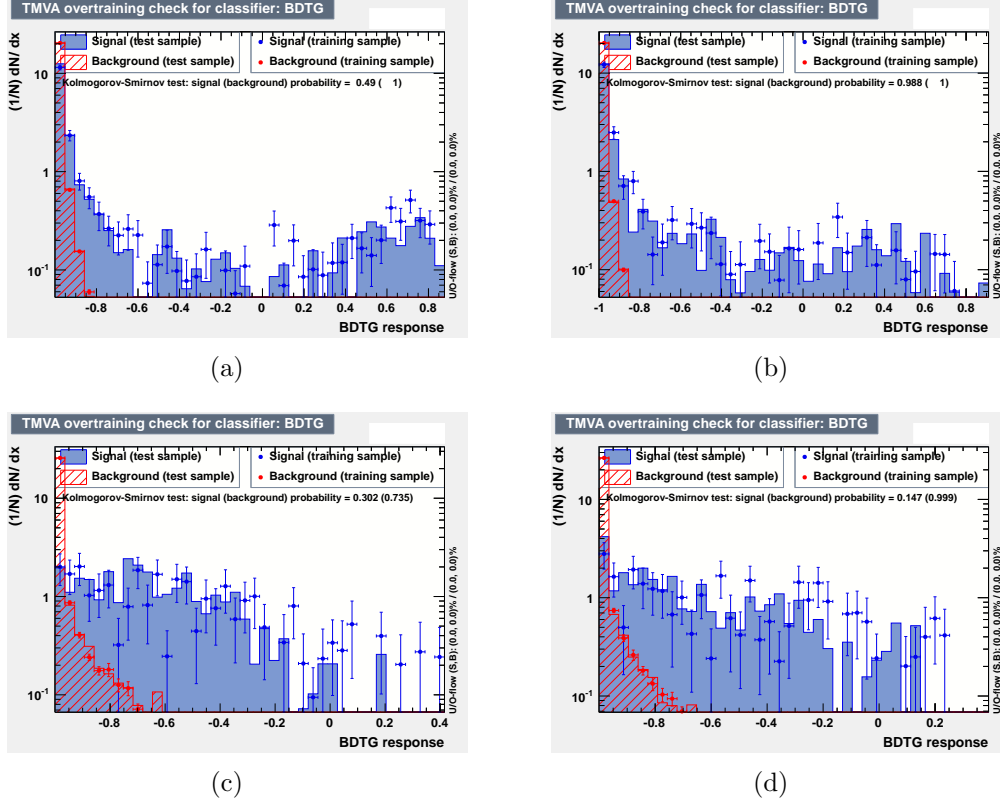 TMVA overtraining check for classifier: BDTG
(1/N) dN/ dx
Signal (test sample)
Background (test sample)
Signal (training sample)
Background (training sample)
Kolmogorov-Smirnov test: signal (background) probability = 0.49 ( 1)
10
1
10-1
-0.8 -0.6 -0.4 -0.2 0 0.2 0.4 0.6 0.8
BDTG response
U/O-flow (S,B): (0.0, 0.0)% / (0.0, 0.0)%
(a)
TMVA overtraining check for classifier: BDTG
(1/N) dN/ dx
Signal (test sample)
Background (test sample)
Signal (training sample)
Background (training sample)
Kolmogorov-Smirnov test: signal (background) probability = 0.988 ( 1)
10
1
10-1
-1 -0.8 -0.6 -0.4 -0.2 0 0.2 0.4 0.6 0.8
BDTG response
U/O-flow (S,B): (0.0, 0.0)% / (0.0, 0.0)%
(b)
TMVA overtraining check for classifier: BDTG
(1/N) dN/ dx
Signal (test sample)
Background (test sample)
Signal (training sample)
Background (training sample)
Kolmogorov-Smirnov test: signal (background) probability = 0.302 (0.735)
10
1
10-1
-0.8 -0.6 -0.4 -0.2 0 0.2 0.4
BDTG response
U/O-flow (S,B): (0.0, 0.0)% / (0.0, 0.0)%
(c)
TMVA overtraining check for classifier: BDTG
(1/N) dN/ dx
Signal (test sample)
Background (test sample)
Signal (training sample)
Background (training sample)
Kolmogorov-Smirnov test: signal (background) probability = 0.147 (0.999)
10
1
10-1
-0.8 -0.6 -0.4 -0.2 0 0.2
BDTG response
U/O-flow (S,B): (0.0, 0.0)% / (0.0, 0.0)%
(d)